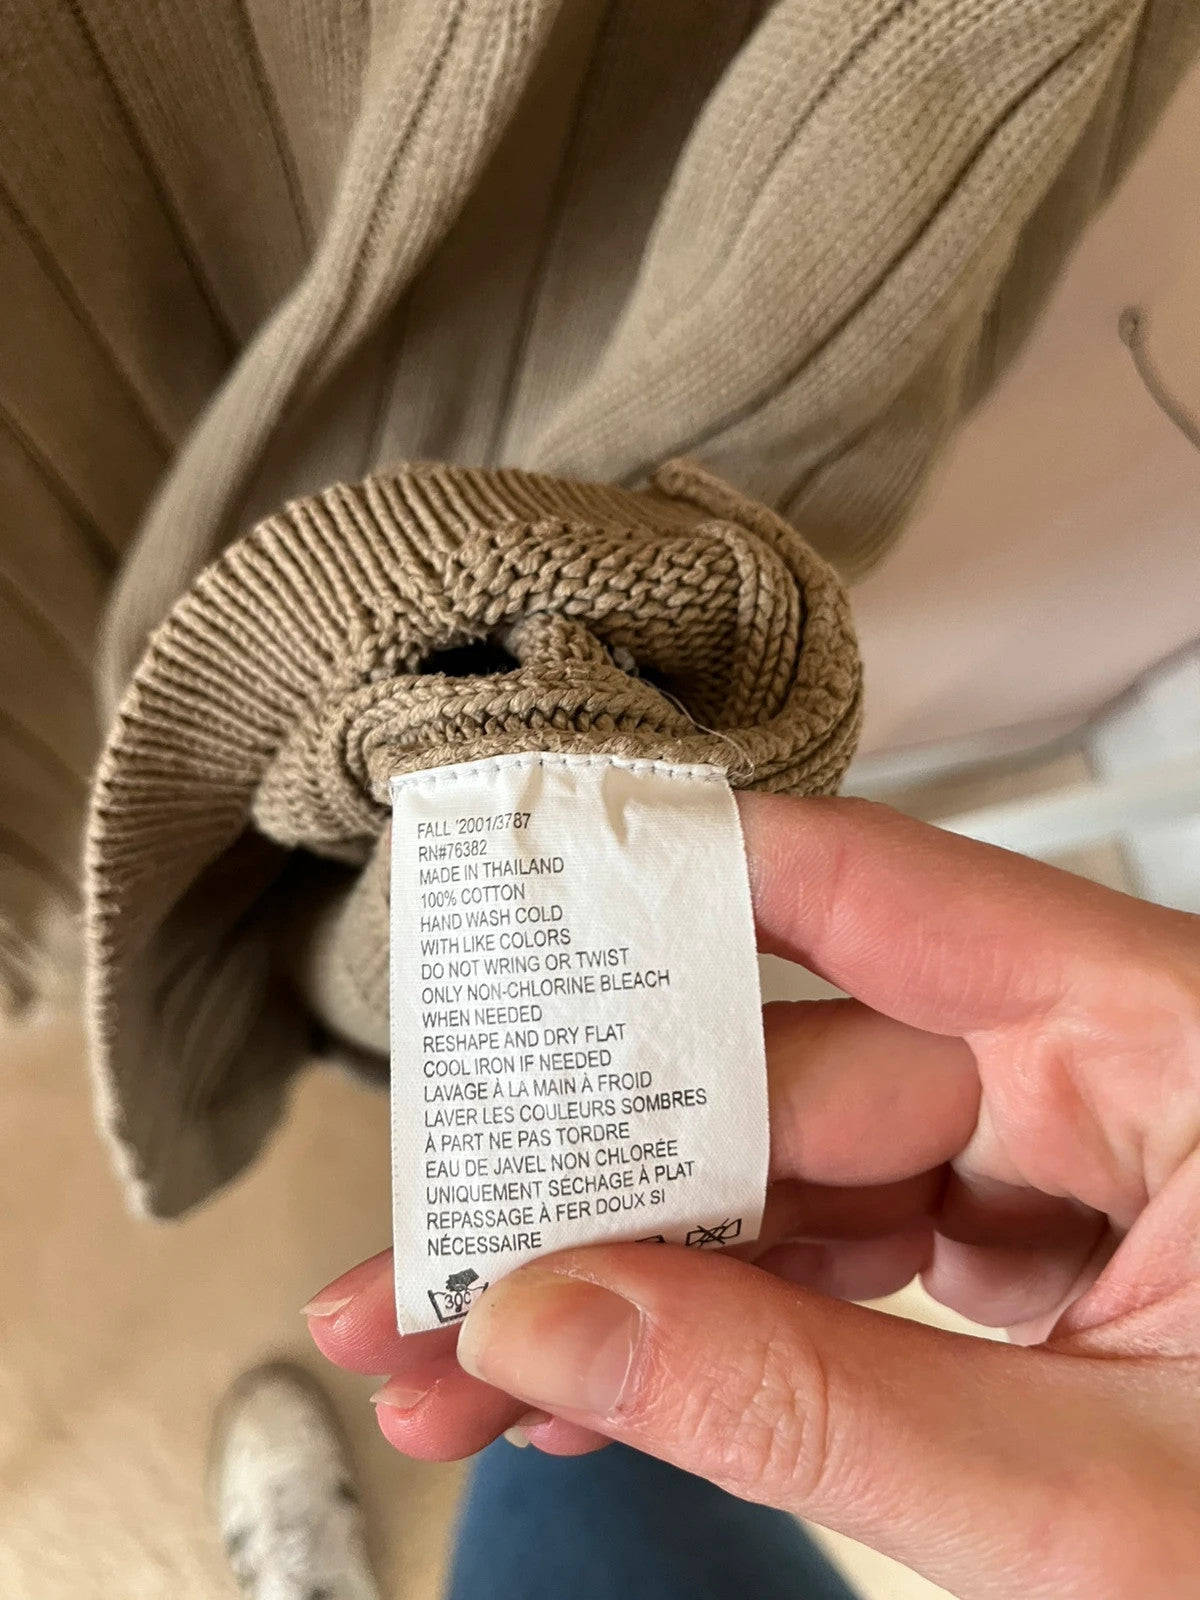 FALL '2001/3787
RN#76382
MADE IN THAILAND
100% COTTON
HAND WASH COLD
WITH LIKE COLORS
DO NOT WRING OR TWIST
ONLY NON-CHLORINE BLEACH
WHEN NEEDED
RESHAPE AND DRY FLAT
COOL IRON IF NEEDED
LAVAGE À LA MAIN À FROID
LAVER LES COULEURS SOMBRES
À PART NE PAS TORDRE
EAU DE JAVEL NON CHLORÉE
UNIQUEMENT SÉCHAGE À PLAT
REPASSAGE À FER DOUX SI
NÉCESSAIRE